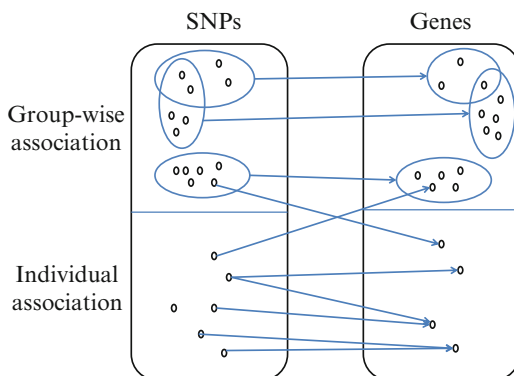 SNPs
Genes
Group-wise
association
Individual
association